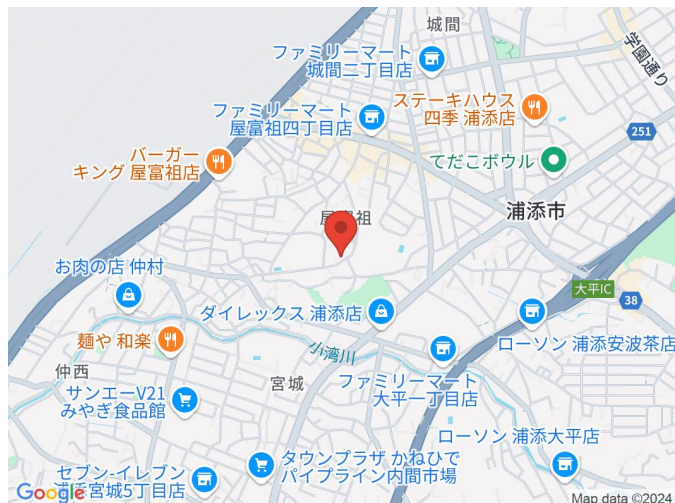 城間
ファミリーマート
城間二丁目店
学園通り
ステーキハウス
四季 浦添店
ファミリーマート
屋富祖四丁目店
251
バーガー
キング 屋富祖店
てだこボウル
屋富祖
浦添市
お肉の店 仲村
大平IC
38
ダイレックス 浦添店
ローソン 浦添安波茶店
麺や 和楽
小湾川
仲西
宮城
ファミリーマート
大平一丁目店
サンエーV21
みやぎ食品館
ローソン 浦添大平店
タウンプラザ かねひで
パイプライン内間市場
セブン-イレブン
浦添宮城5丁目店
Google
Map data ©2024